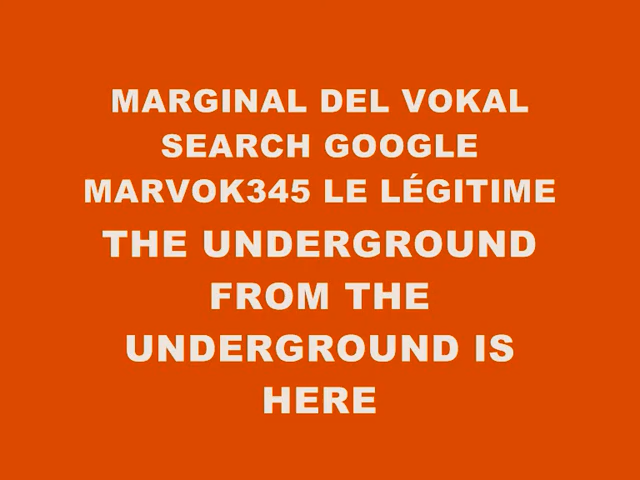 MARGINAL DEL VOKAL
SEARCH GOOGLE
MARVOK345 LE LÉGITIME
THE UNDERGROUND
FROM THE
UNDERGROUND IS
HERE